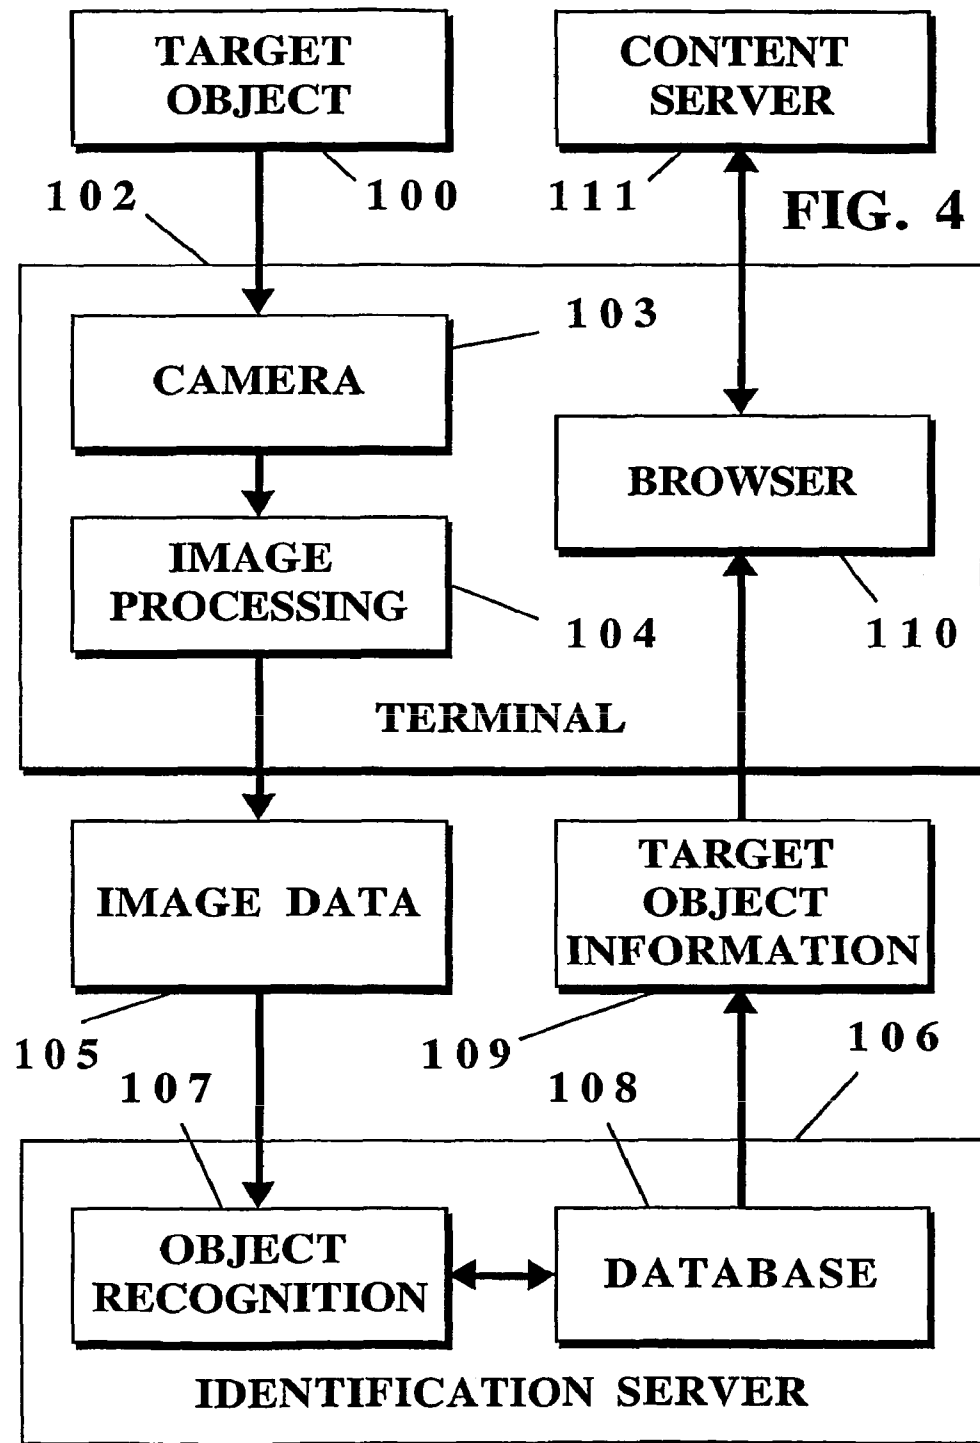 TARGET
OBJECT
CONTENT
SERVER
102
100
111
FIG. 4
103
CAMERA
BROWSER
IMAGE
PROCESSING
104
110
TERMINAL
IMAGE DATA
TARGET
OBJECT
INFORMATION
105
109
106
107
108
OBJECT
RECOGNITION
DATABASE
IDENTIFICATION SERVER